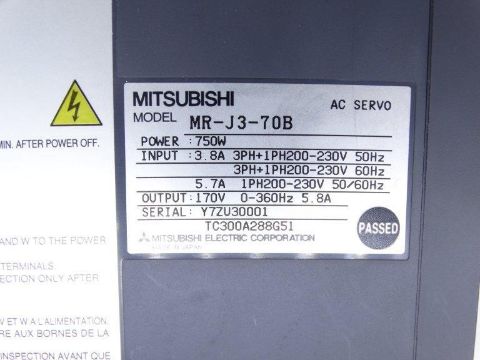 MIN. AFTER POWER OFF.
MITSUBISHI AC SERVO
MODEL MR-J3-70B
POWER :750W
INPUT :3.8A 3PH+1PH200-230V 50Hz
3PH+1PH200-230V 60Hz
5.7A 1PH200-230V 50/60Hz
OUTPUT:170V 0-360Hz 5.8A
SERIAL: Y7ZU30001
TC300A288G51
MITSUBISHI ELECTRIC CORPORATION
MADE IN JAPAN
PASSED
AND W TO THE POWER
TERMINALS.
ECTION ONLY AFTER
W ET W A L'ALIMENTATION.
RE AUX BORNES DE LA
INSPECTION AVANT QUE